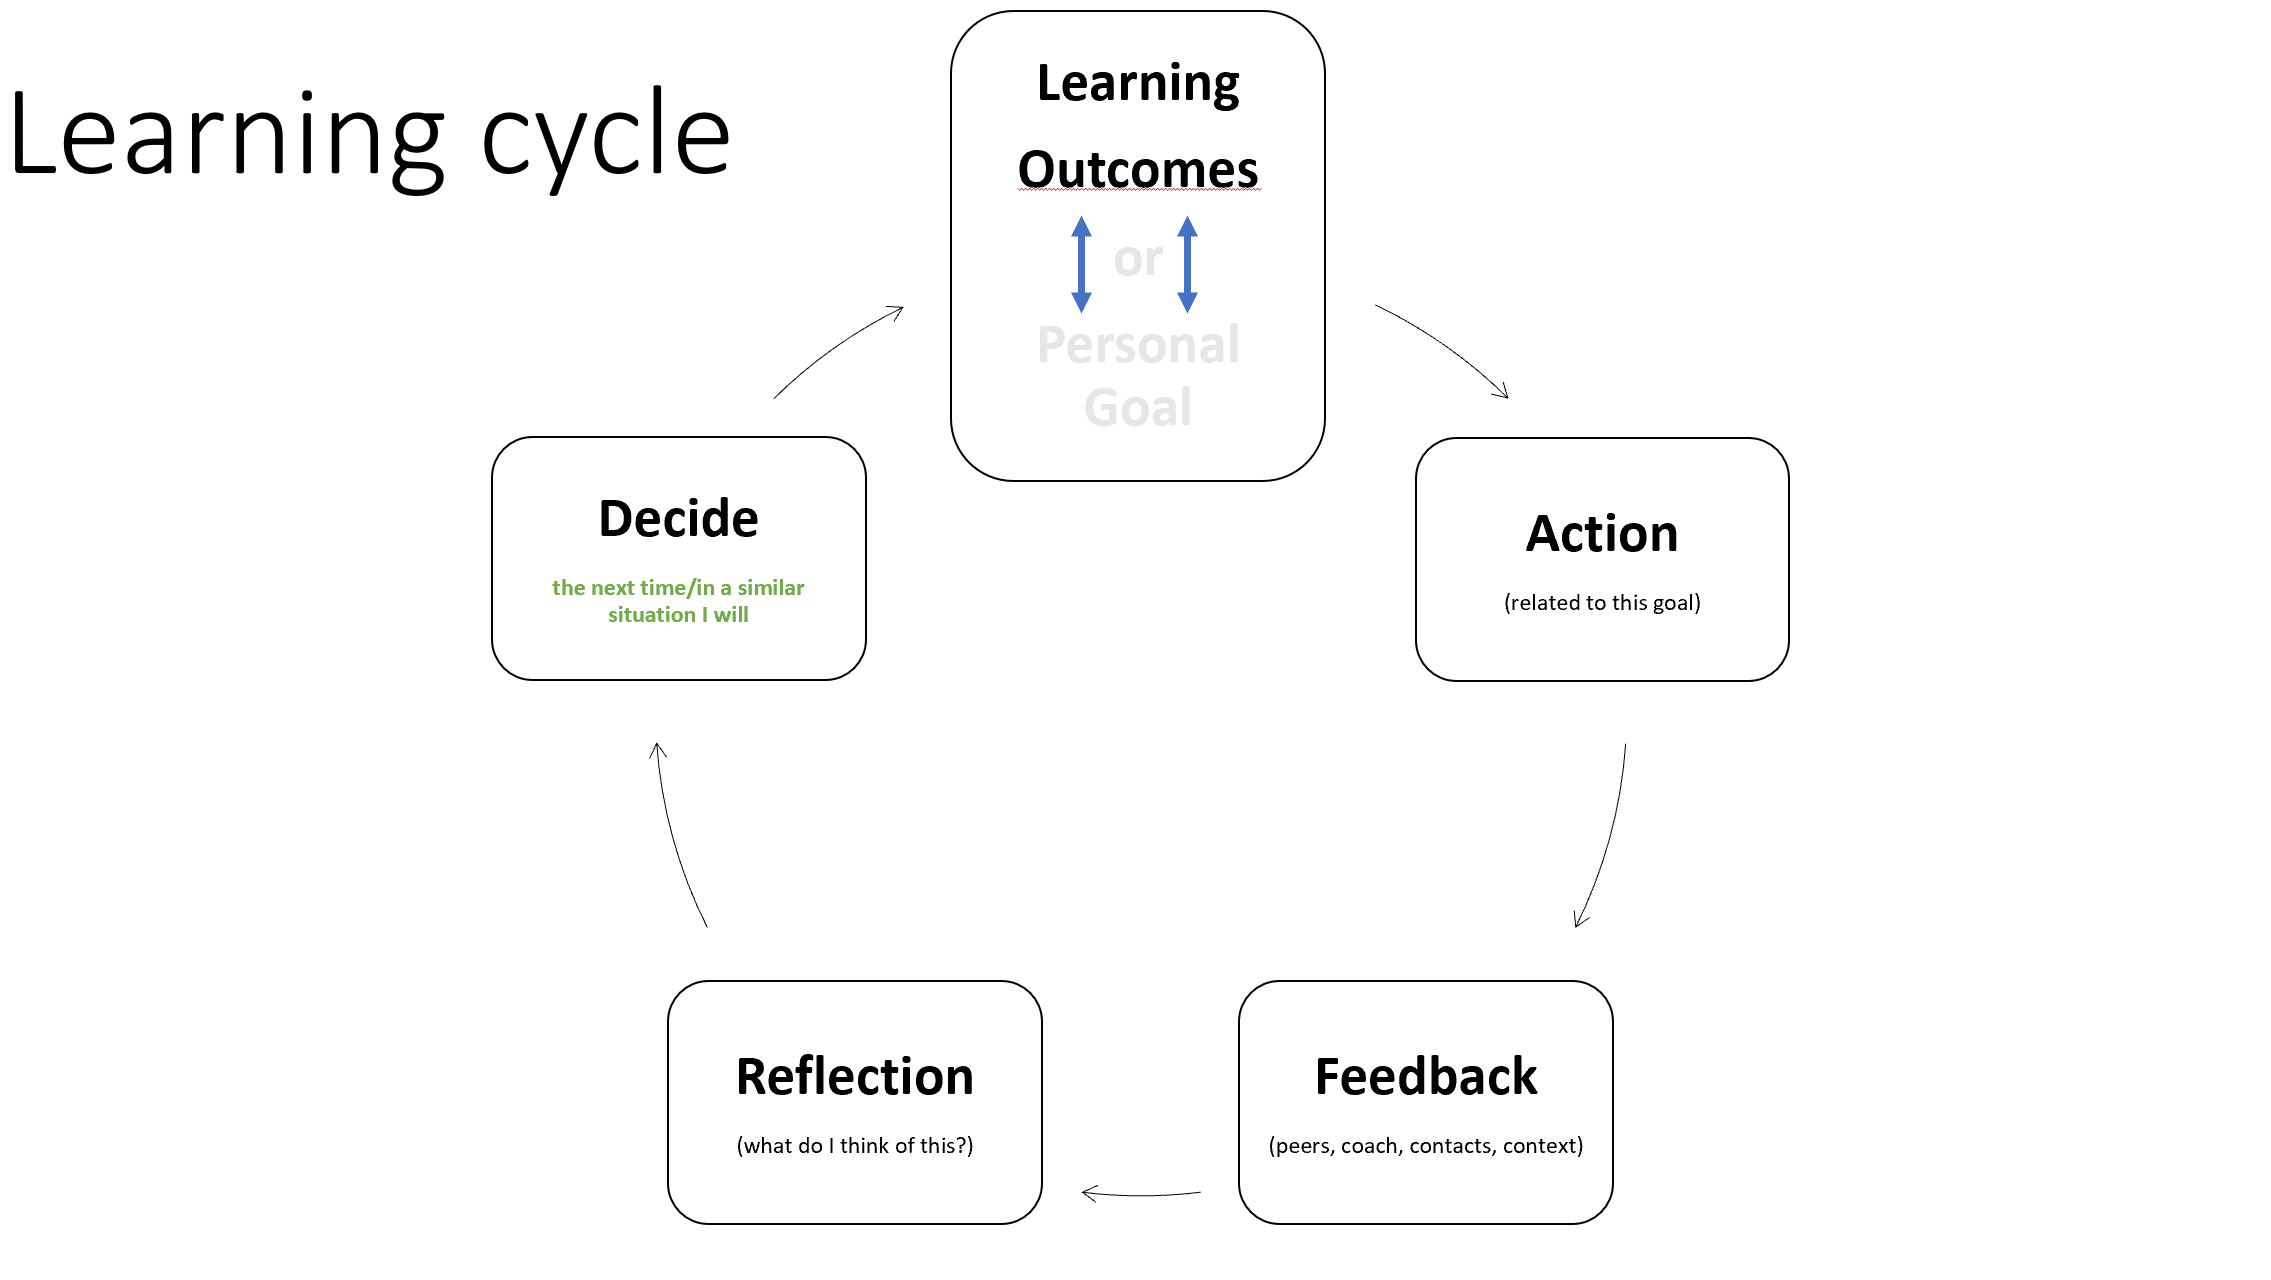 Learning cycle
Learning
Outcomes
or
Personal
Goal
Action
(related to this goal)
Feedback
(peers, coach, contacts, context)
Reflection
(what do I think of this?)
Decide
the next time/in a similar
situation I will